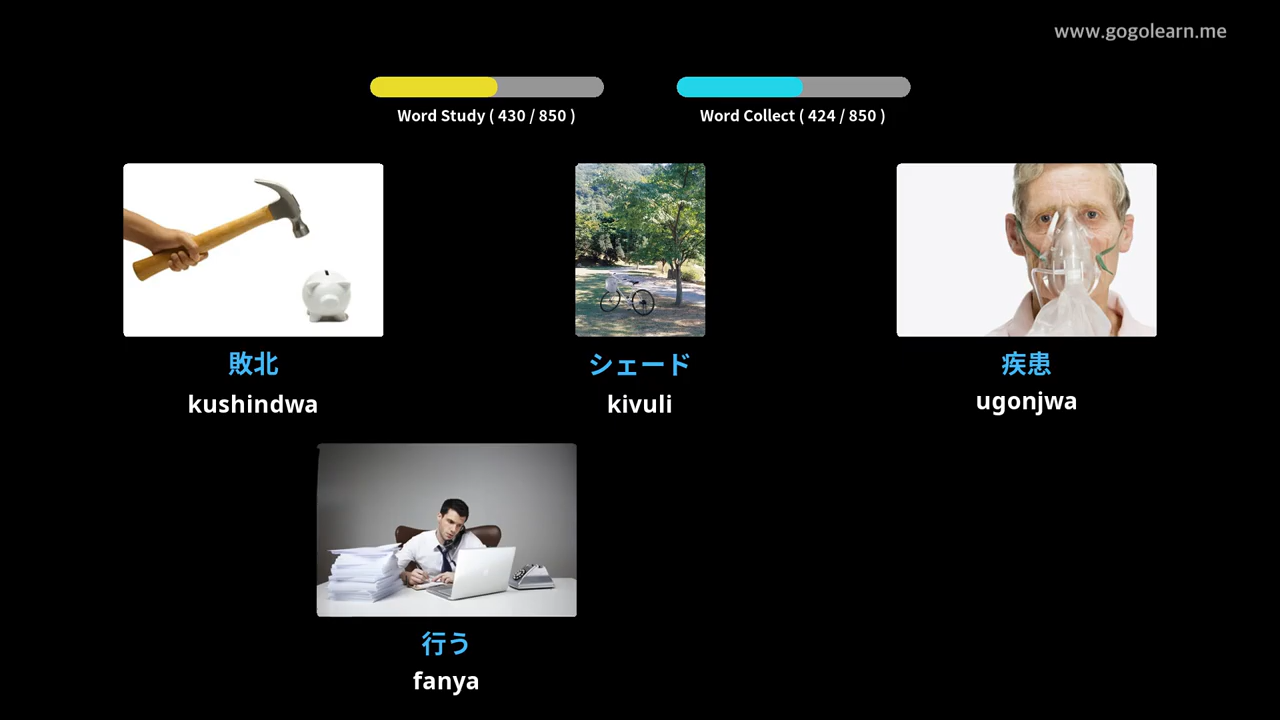 www.gogolearn.me
Word Study ( 430 / 850 )
Word Collect ( 424 / 850 )
敗北
kushindwa
シェード
kivuli
疾患
ugonjwa
行う
fanya